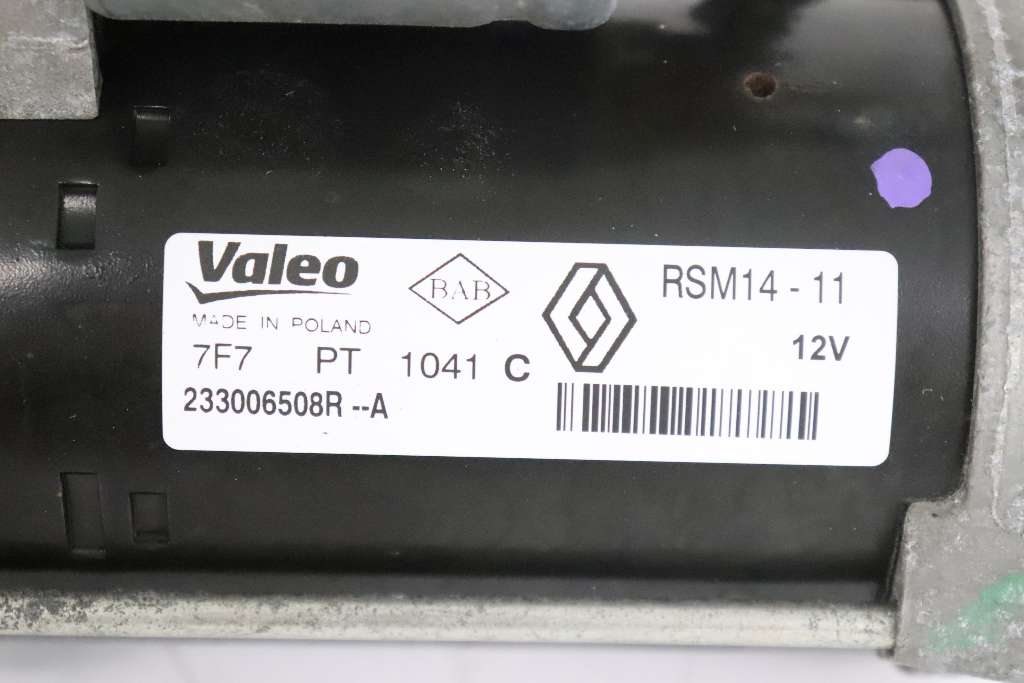 Valeo
BAB
RSM14 - 11
MADE IN POLAND
12V
7F7 PT 1041 C
233006508R --A